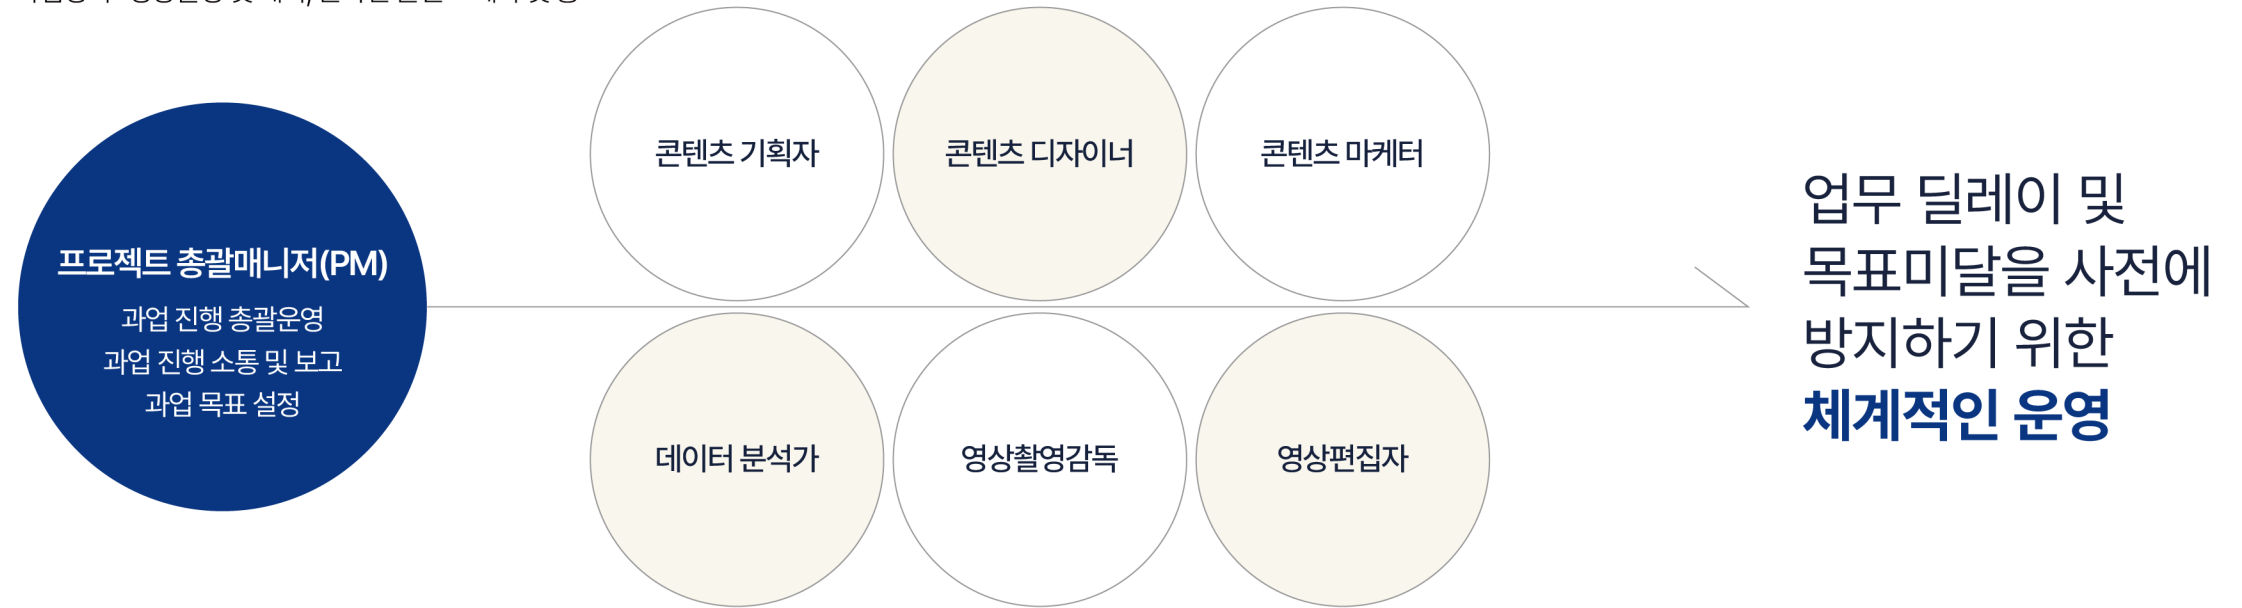 프로젝트 총괄매니저(PM)
과업 진행 총괄운영
과업 진행 소통 및 보고
과업 목표 설정
콘텐츠 기획자
콘텐츠 디자이너
콘텐츠 마케터
데이터 분석가
영상촬영감독
영상편집자
업무 딜레이 및
목표미달을 사전에
방지하기 위한
체계적인 운영